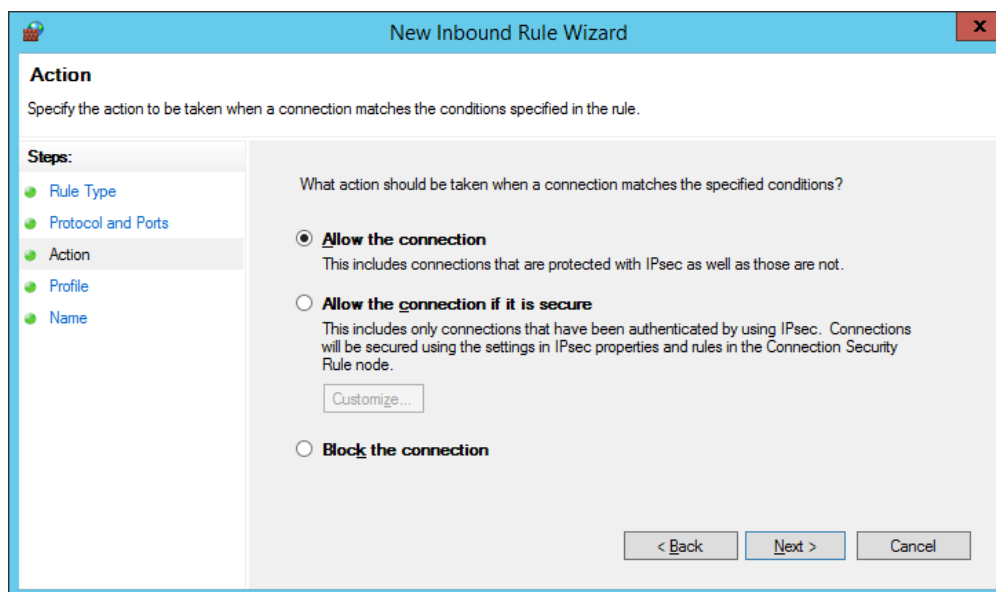 New Inbound Rule Wizard
x
Action
Specify the action to be taken when a connection matches the conditions specified in the rule.
Steps:
Rule Type
Protocol and Ports
Action
Profile
Name
What action should be taken when a connection matches the specified conditions?
Allow the connection
This includes connections that are protected with IPsec as well as those are not.
Allow the connection if it is secure
This includes only connections that have been authenticated by using IPsec. Connections
will be secured using the settings in IPsec properties and rules in the Connection Security
Rule node.
Customize...
Block the connection
< Back
Next >
Cancel